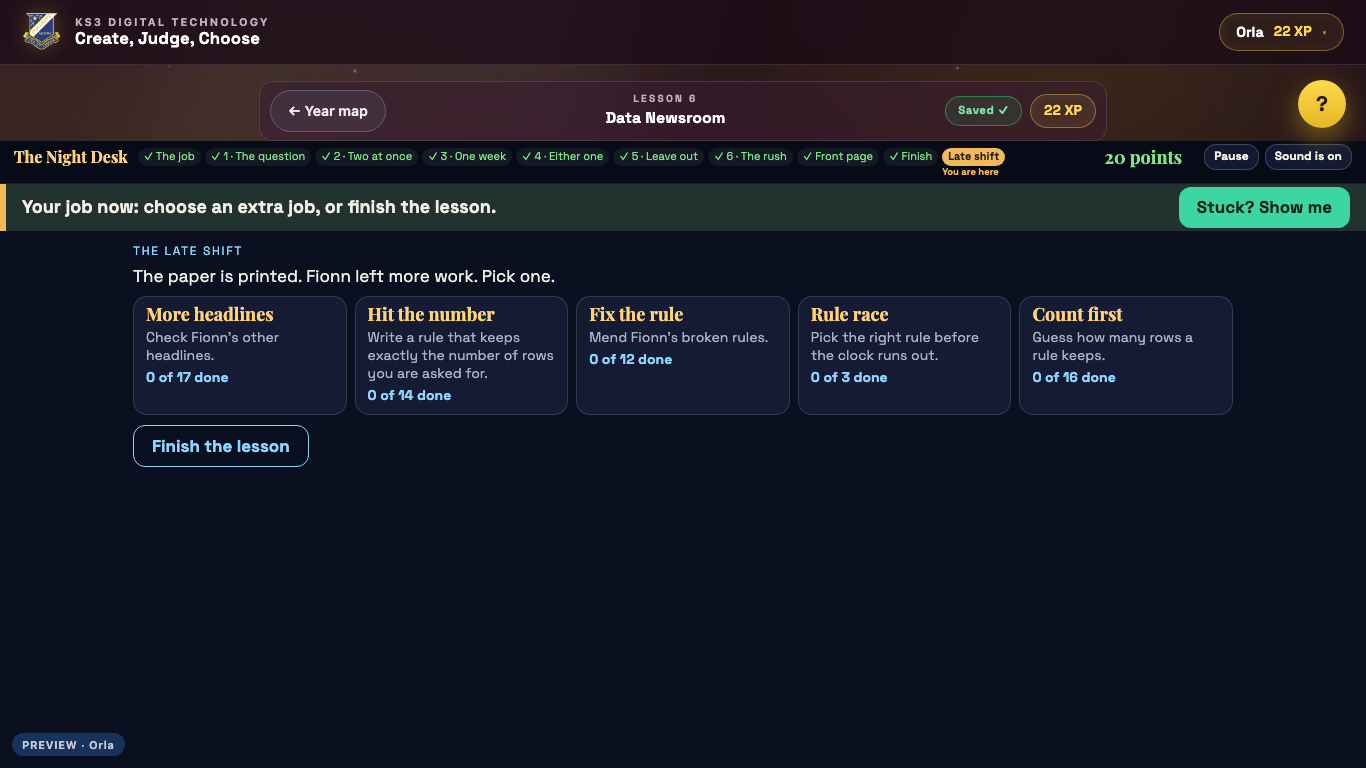 KS3 DIGITAL TECHNOLOGY
Create, Judge, Choose
Orla 22 XP
← Year map
LESSON 6
Data Newsroom
Saved ✓
22 XP
?
The Night Desk
✓ The job
✓ 1 · The question
✓ 2 · Two at once
✓ 3 · One week
✓ 4 · Either one
✓ 5 · Leave out
✓ 6 · The rush
✓ Front page
✓ Finish
Late shift
You are here
20 points
Pause
Sound is on
Your job now: choose an extra job, or finish the lesson.
Stuck? Show me
THE LATE SHIFT
The paper is printed. Fionn left more work. Pick one.
More headlines
Check Fionn's other
headlines.
0 of 17 done
Hit the number
Write a rule that keeps
exactly the number of rows
you are asked for.
0 of 14 done
Fix the rule
Mend Fionn's broken rules.
0 of 12 done
Rule race
Pick the right rule before
the clock runs out.
0 of 3 done
Count first
Guess how many rows a
rule keeps.
0 of 16 done
Finish the lesson
PREVIEW · Orla